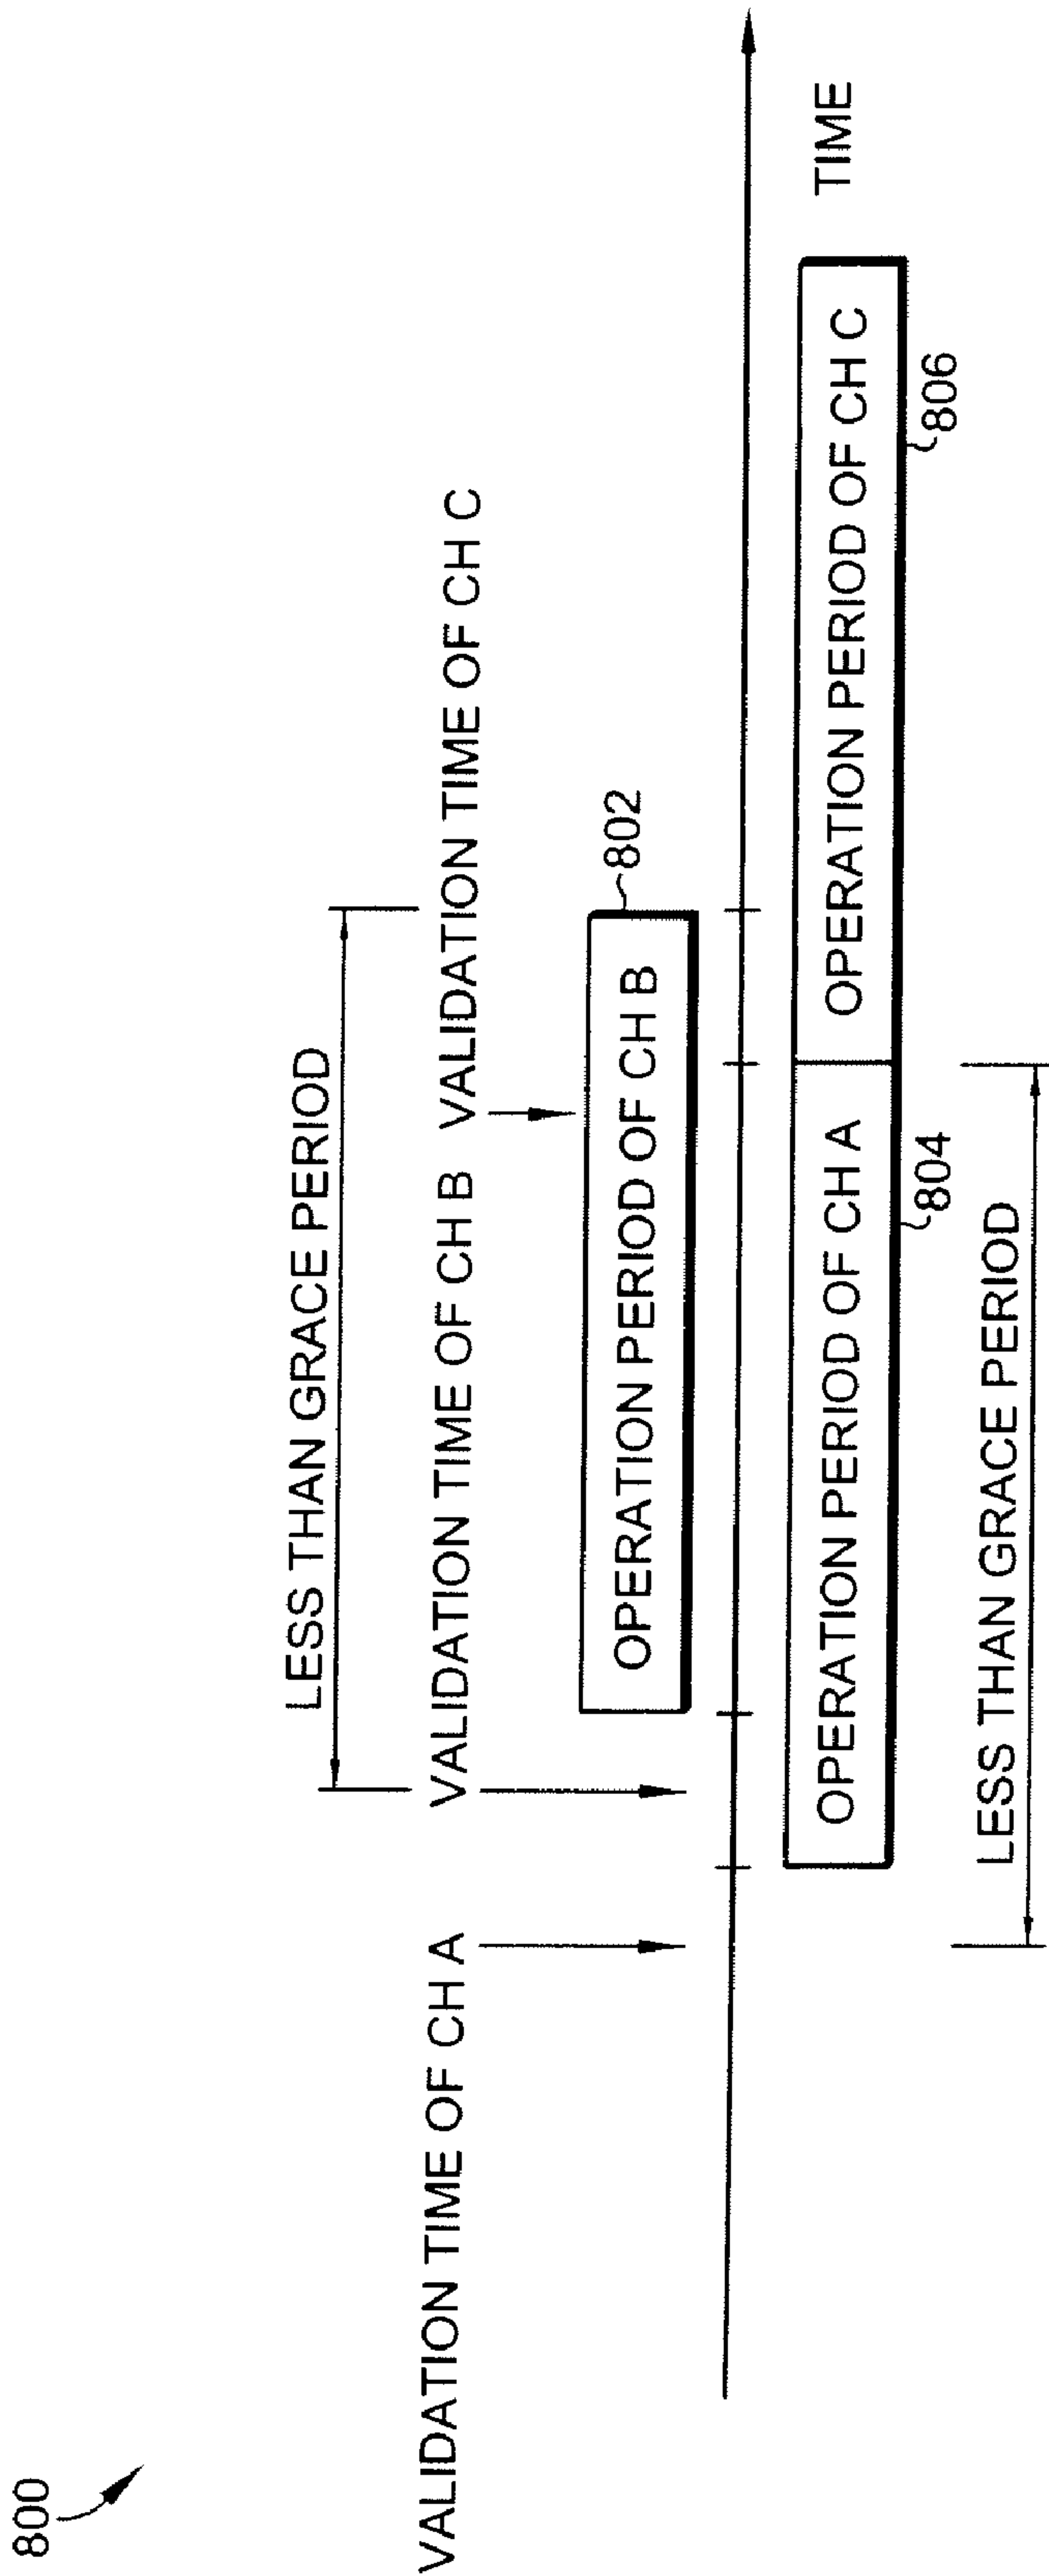 800
LESS THAN GRACE PERIOD
VALIDATION TIME OF CH A
VALIDATION TIME OF CH B
VALIDATION TIME OF CH C
OPERATION PERIOD OF CH B
802
TIME
OPERATION PERIOD OF CH A
OPERATION PERIOD OF CH C
804
806
LESS THAN GRACE PERIOD